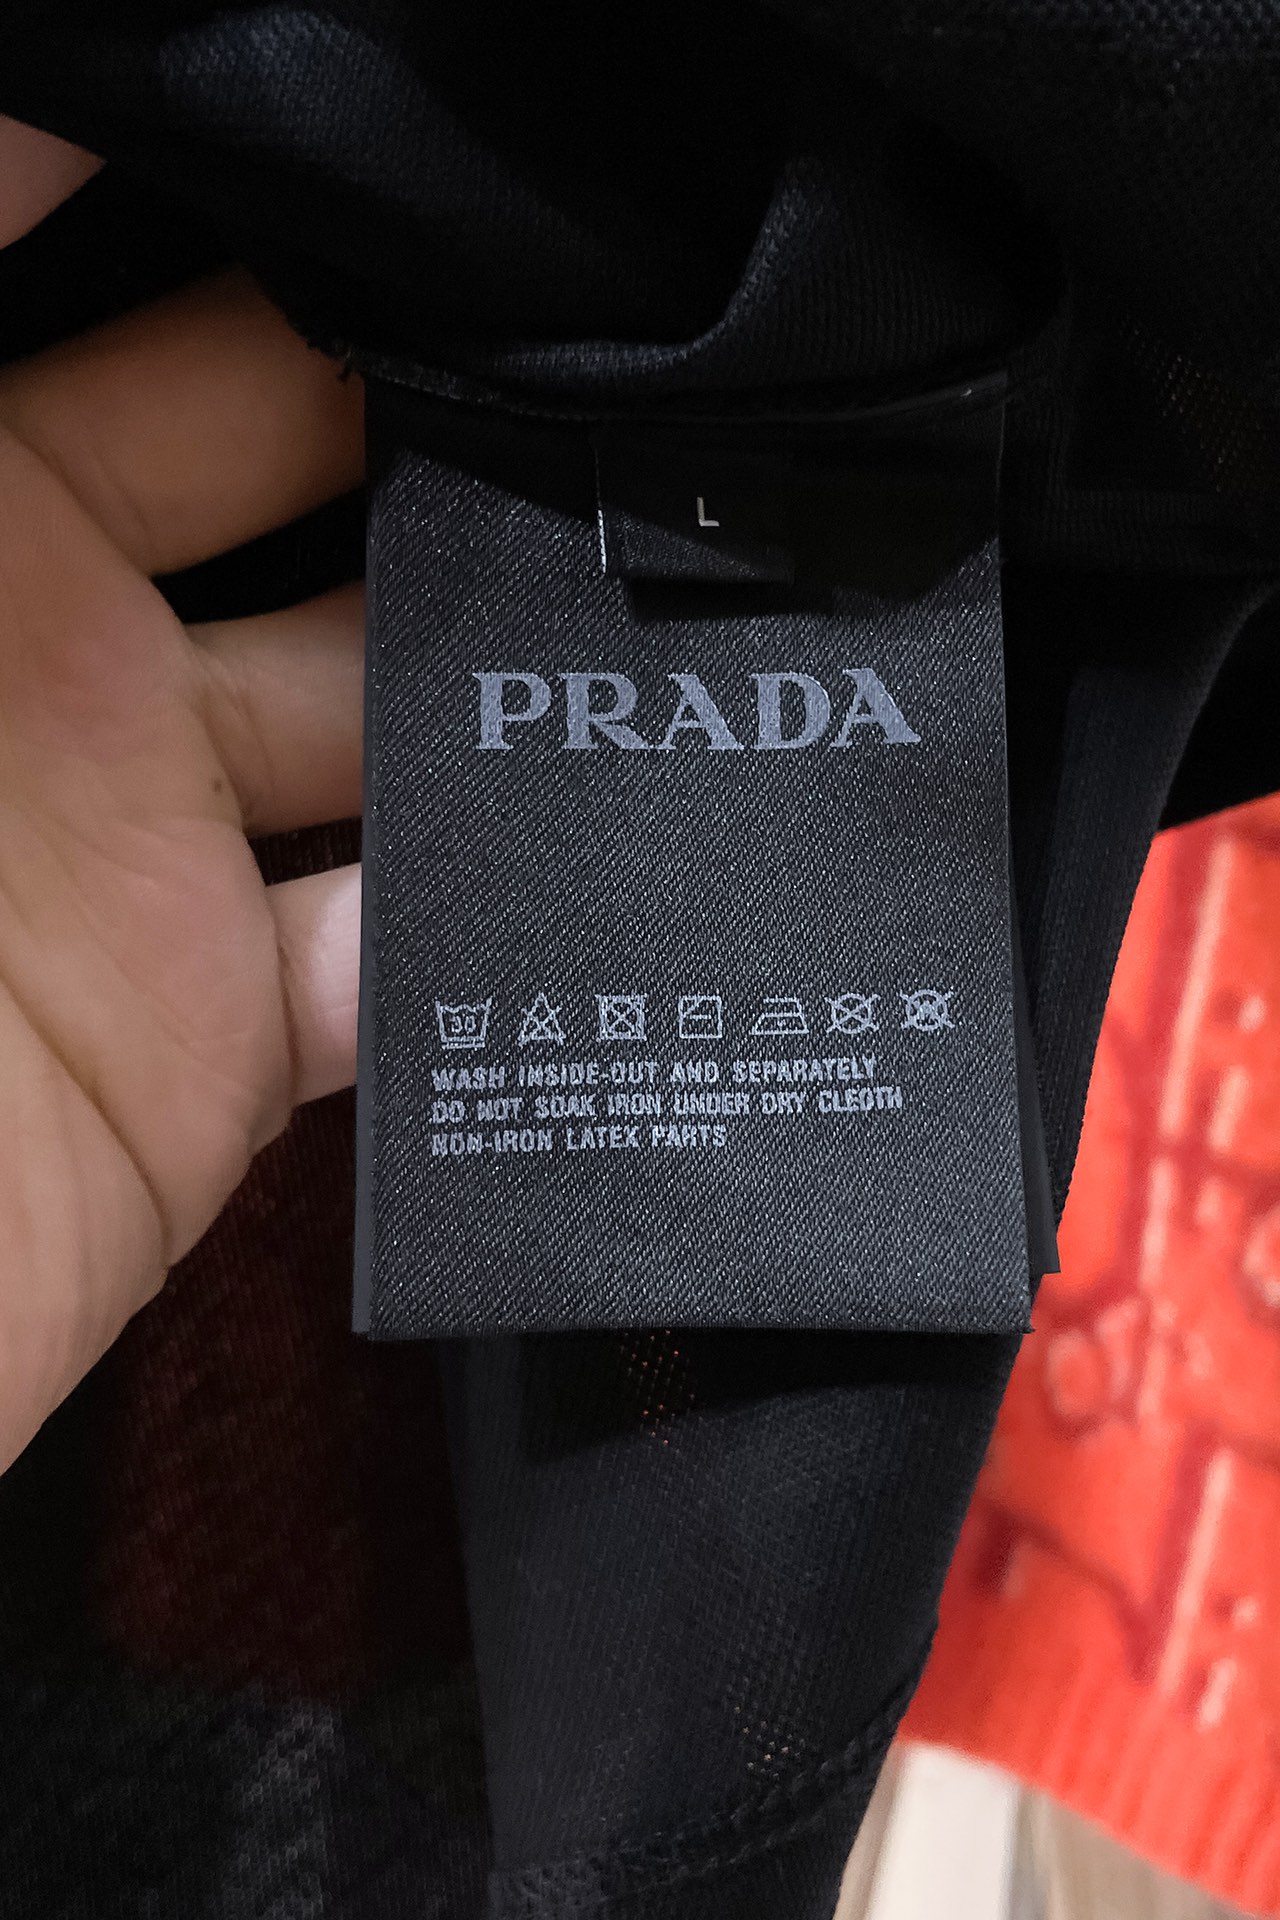 L
PRADA
30
WASH INSIDE-OUT AND SEPARATELY
DO NOT SOAK IRON UNDER DRY CLEOTH
NON-IRON LATEX PARTS